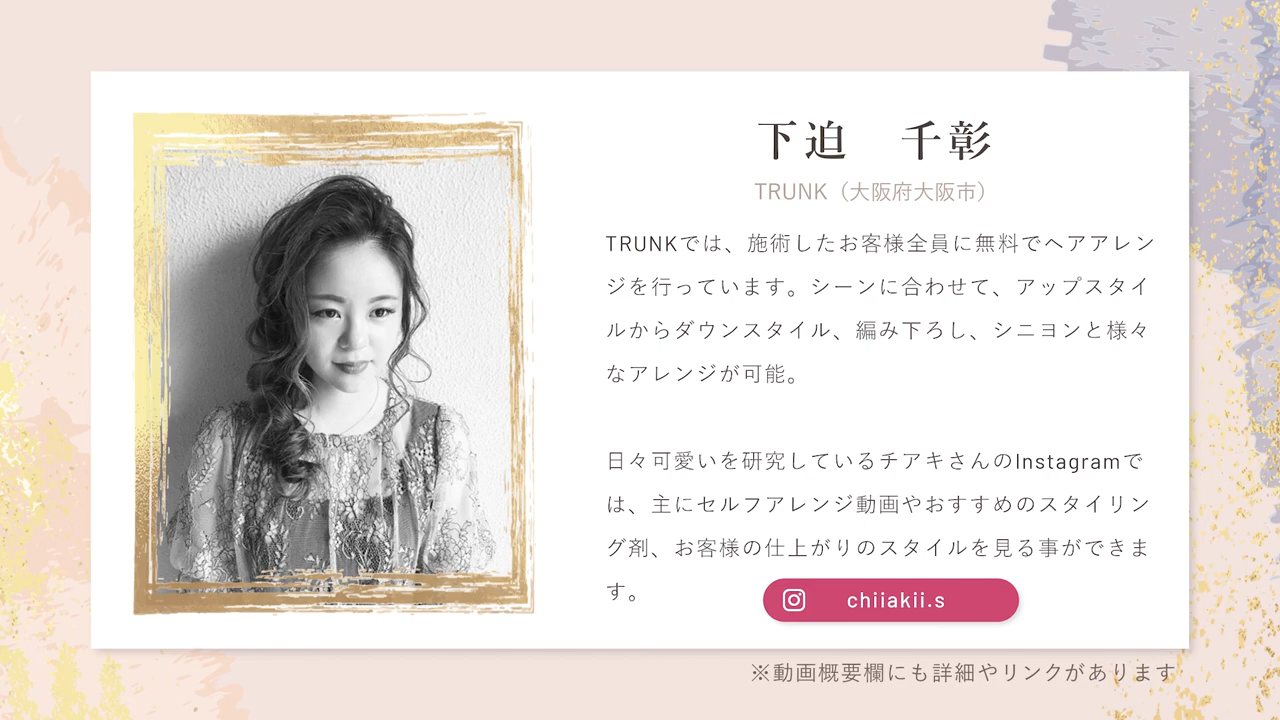 下迫　千彰
TRUNK（大阪府大阪市）
TRUNKでは、施術したお客様全員に無料でヘアアレン
ジを行っています。シーンに合わせて、アップスタイ
ルからダウンスタイル、編み下ろし、シニヨンと様々
なアレンジが可能。
日々可愛いを研究しているチアキさんのInstagramで
は、主にセルフアレンジ動画やおすすめのスタイリン
グ剤、お客様の仕上がりのスタイルを見る事ができま
す。
chiiakii.s
※動画概要欄にも詳細やリンクがあります